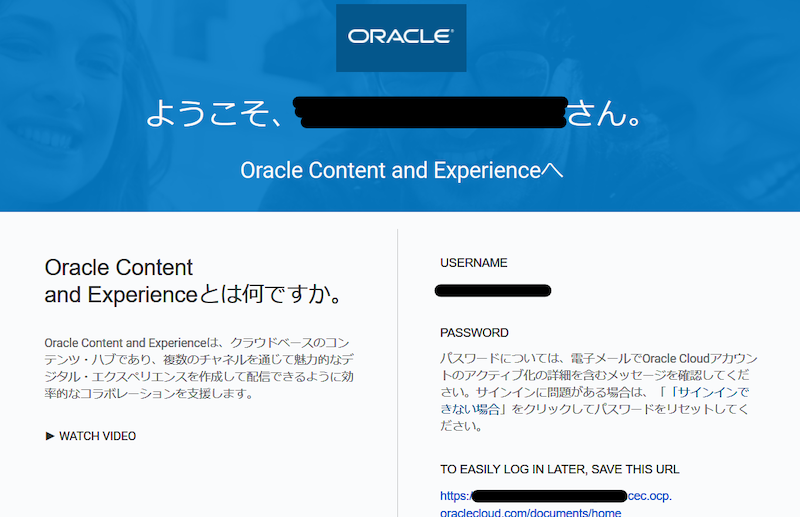 ORACLE
ようこそ、 さん。
Oracle Content and Experienceへ
Oracle Content
and Experienceとは何ですか。
Oracle Content and Experienceは、クラウドベースのコン
テンツ・ハブであり、複数のチャネルを通じて魅力的なデ
ジタル・エクスペリエンスを作成して配信できるように効
率的なコラボレーションを支援します。
▶ WATCH VIDEO
USERNAME
PASSWORD
パスワードについては、電子メールでOracle Cloudアカウン
トのアクティブ化の詳細を含むメッセージを確認してくだ
さい。サインインに問題がある場合は、「「サインインで
きない場合」をクリックしてパスワードをリセットしてく
ださい。
TO EASILY LOG IN LATER, SAVE THIS URL
https:/ cec.ocp.
oraclecloud.com/documents/home